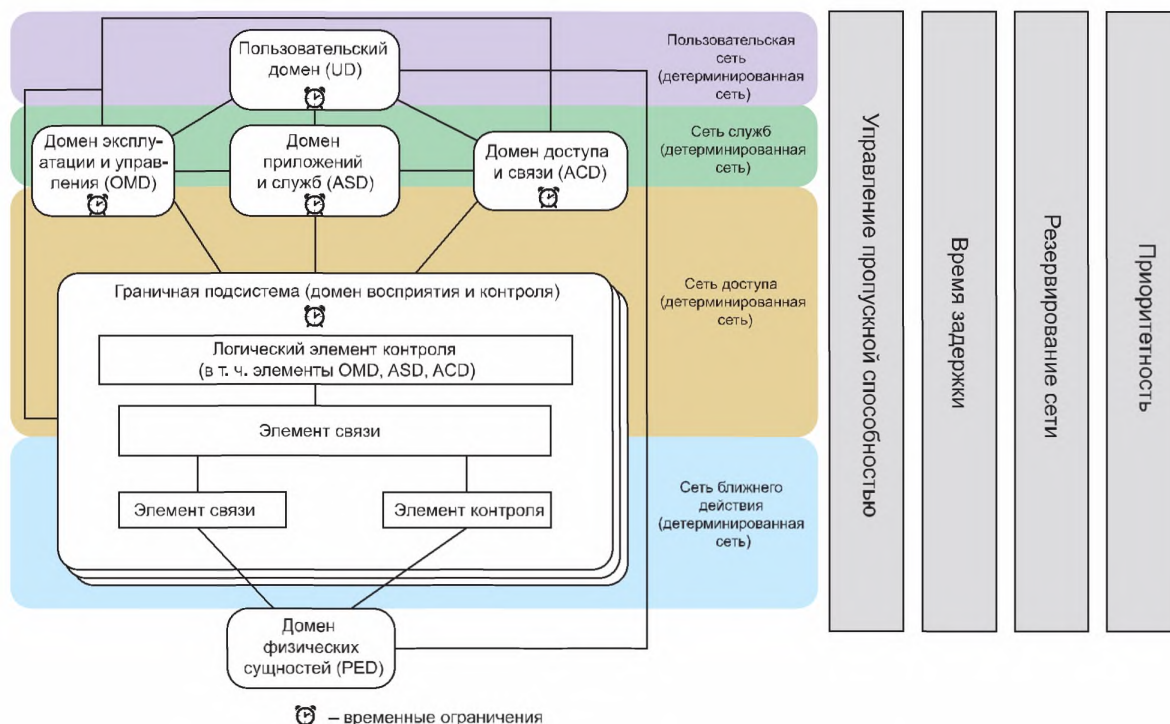 Пользовательский
домен (UD)
Пользовательская
сеть
(детерминированная
сеть)
Домен эксплу-
атации и управ-
ления (OMD)
Домен
приложений
и служб (ASD)
Домен доступа
и связи (ACD)
Сеть служб
(детерминированная
сеть)
Граничная подсистема (домен восприятия и контроля)
Сеть доступа
(детерминированная
сеть)
Логический элемент контроля
(в т. ч. элементы OMD, ASD, ACD)
Элемент связи
Элемент связи
Элемент контроля
Сеть ближнего
действия
(детерминированная
сеть)
Домен
физических
сущностей (PED)
– временные ограничения
Управление пропускной способностью
Время задержки
Резервирование сети
Приоритетность